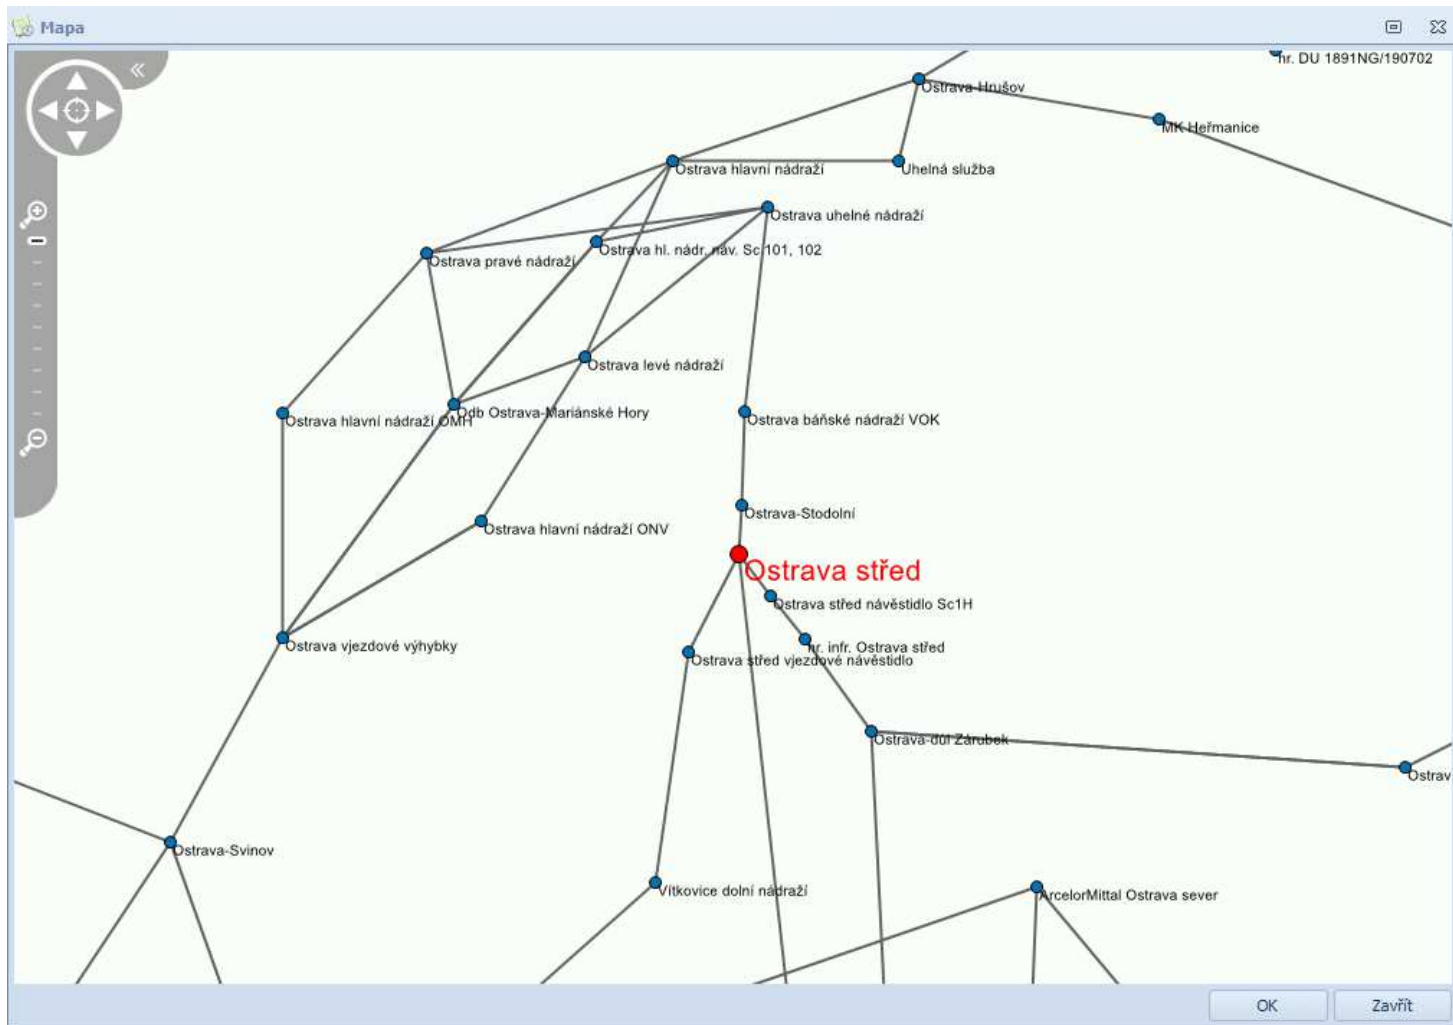 Mapa
hr. DU 1891NG/190702
Ostrava-Hrušov
MK Heřmanice
Ostrava hlavní nádraží
Uhelná služba
Ostrava uhelné nádraží
Ostrava hl. nádr. náv. Sc 101, 102
Ostrava pravé nádraží
Ostrava levé nádraží
Odb Ostrava-Mariánské Hory
Ostrava hlavní nádraží OMH
Ostrava báňské nádraží VOK
Ostrava-Stodolní
Ostrava hlavní nádraží ONV
Ostrava střed
Ostrava střed návěstidlo Sc1H
hr. infr. Ostrava střed
Ostrava vjezdové výhybky
Ostrava střed vjezdové návěstidlo
Ostrava-důl Zárubek
Ostrav
Ostrava-Svinov
Vítkovice dolní nádraží
ArcelorMittal Ostrava sever
OK
Zavřít